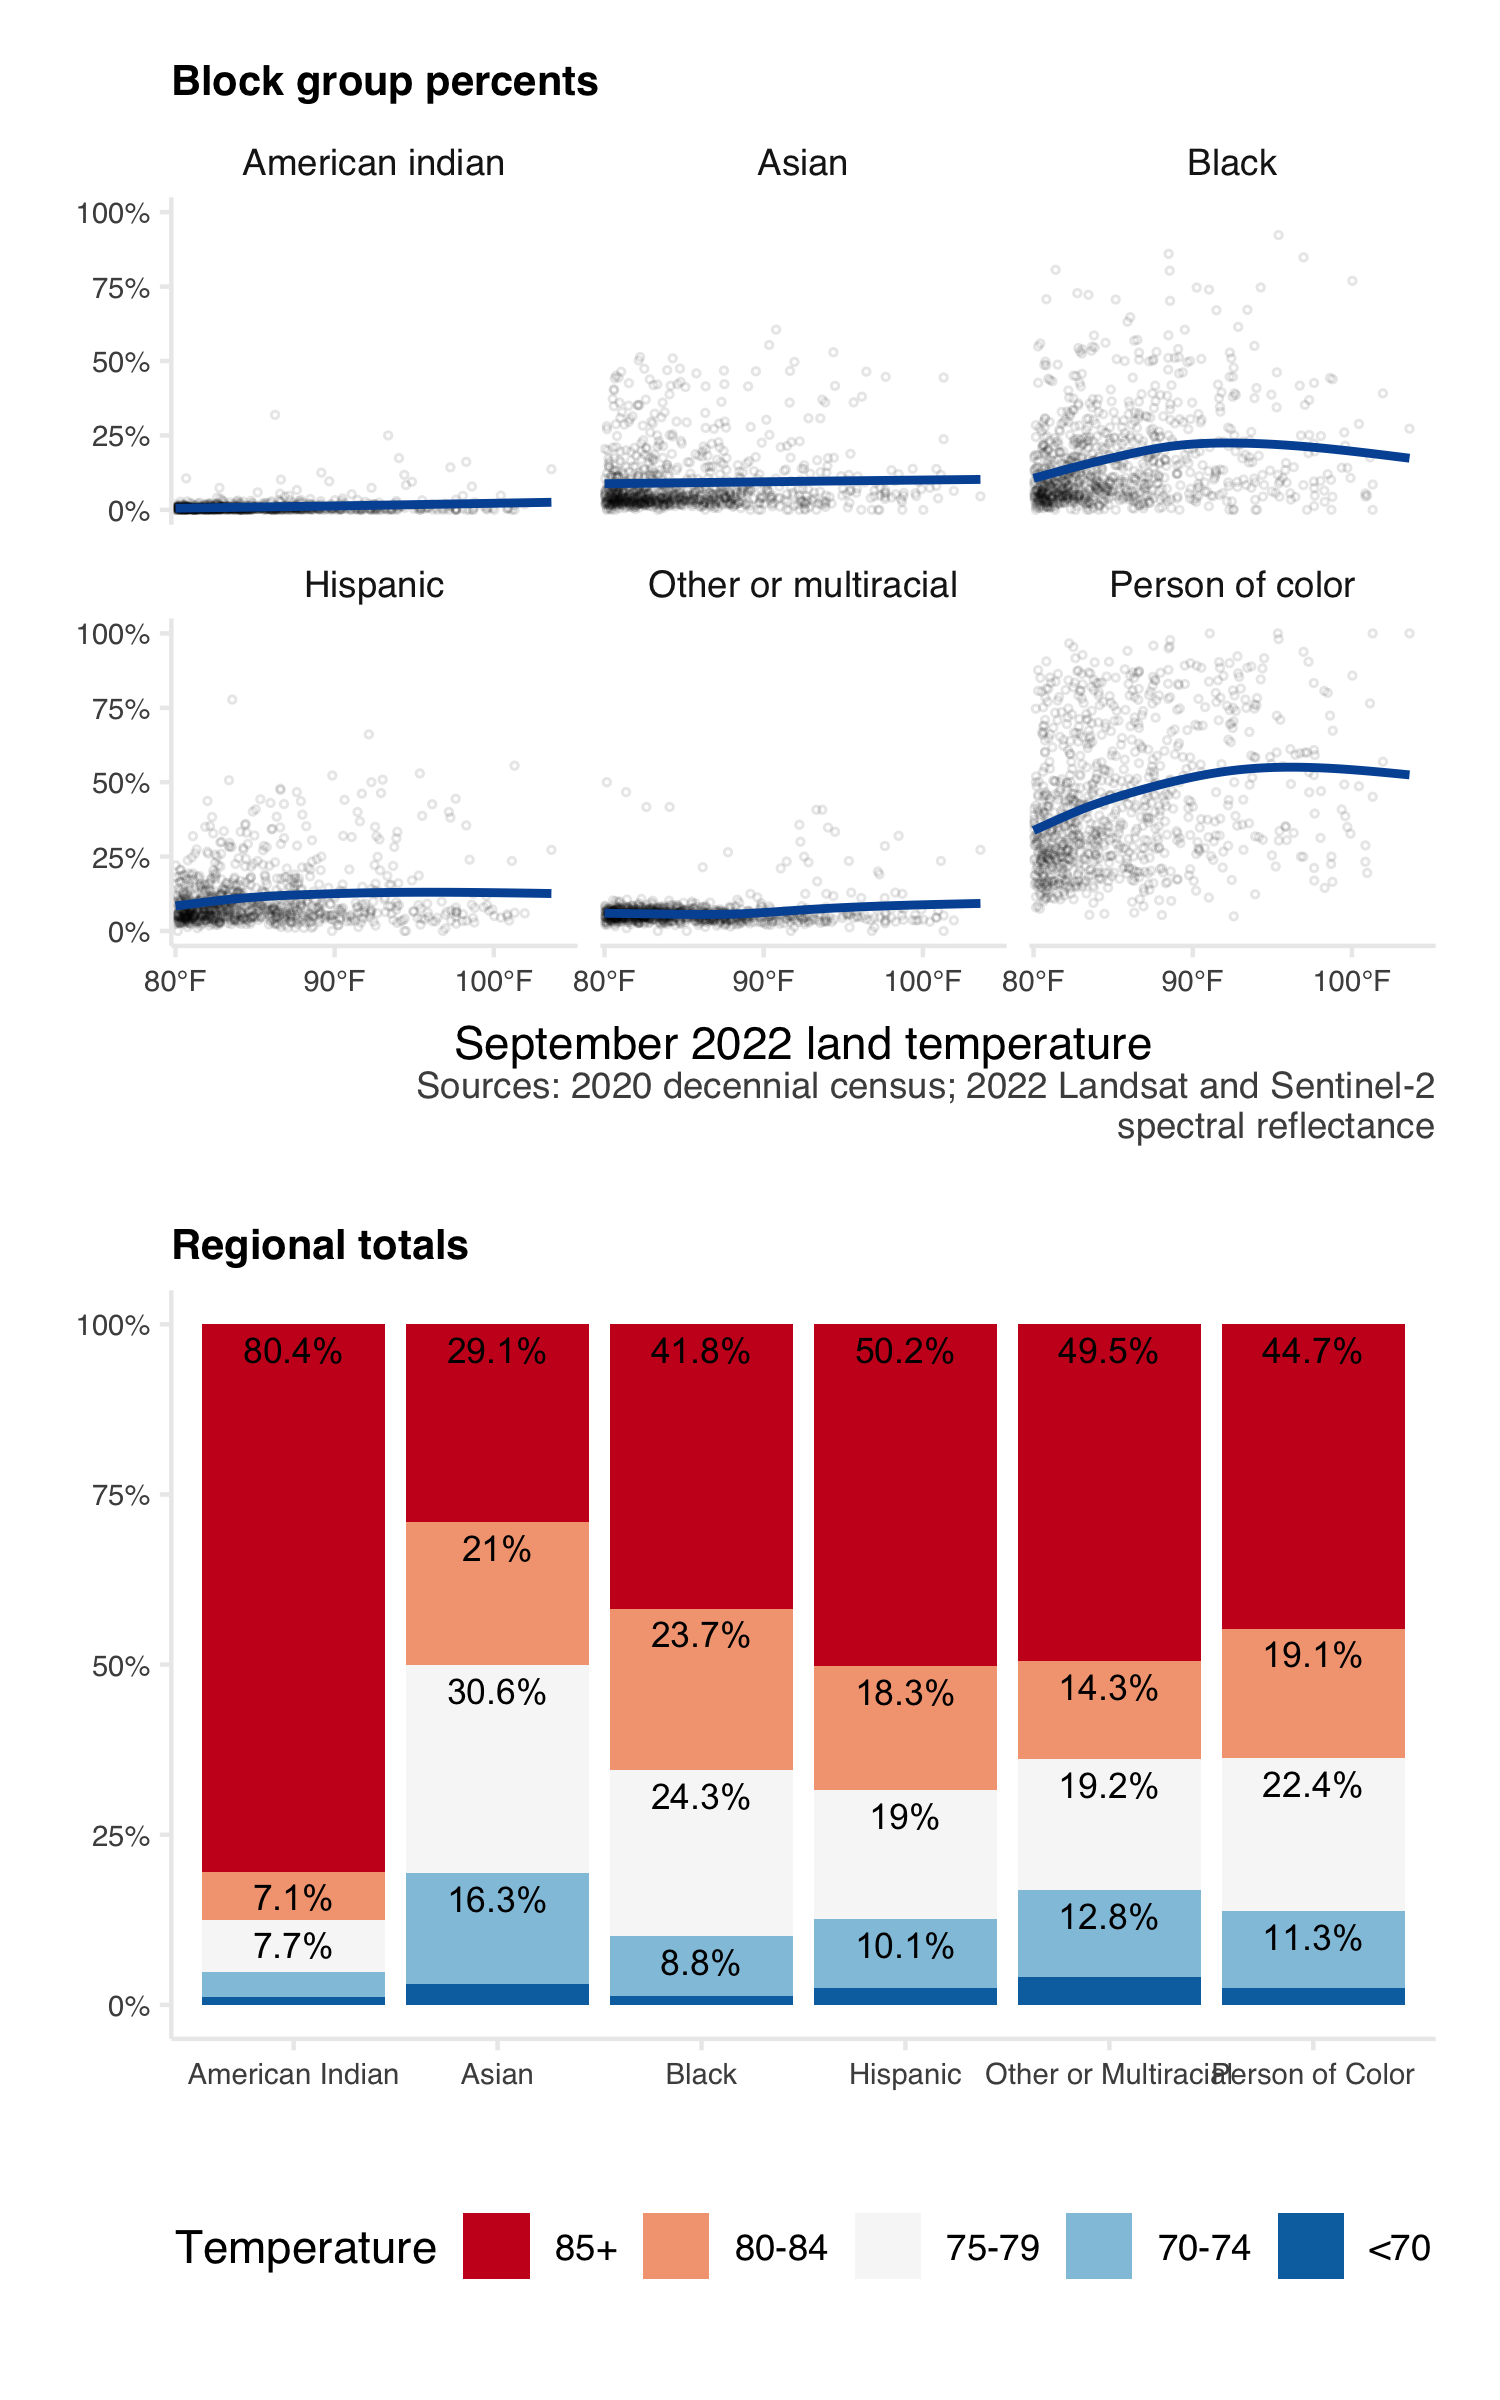 Block group percents
American indian
Asian
Black
100%
75%
50%
25%
0%
Hispanic
Other or multiracial
Person of color
100%
75%
50%
25%
0%
80°F
90°F
100°F
80°F
90°F
100°F
80°F
90°F
100°F
September 2022 land temperature
Sources: 2020 decennial census; 2022 Landsat and Sentinel-2
spectral reflectance
Regional totals
100%
75%
50%
25%
0%
80.4%
7.1%
7.7%
29.1%
21%
30.6%
16.3%
41.8%
23.7%
24.3%
8.8%
50.2%
18.3%
19%
10.1%
49.5%
14.3%
19.2%
12.8%
44.7%
19.1%
22.4%
11.3%
American Indian
Asian
Black
Hispanic
Other or Multiracial
Person of Color
Temperature
85+
80-84
75-79
70-74
<70